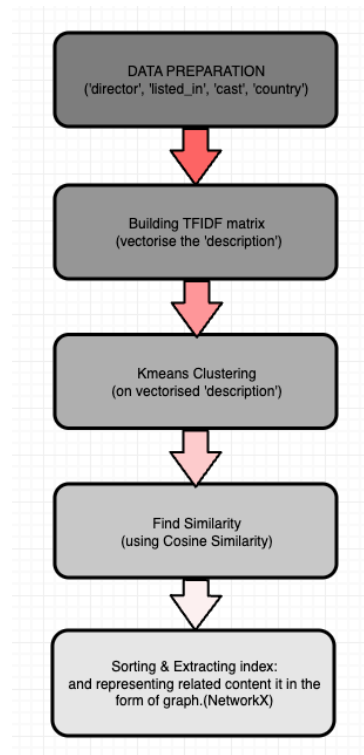 DATA PREPARATION
('director', 'listed_in', 'cast', 'country')
Building TFIDF matrix
(vectorise the 'description')
Kmeans Clustering
(on vectorised 'description')
Find Similarity
(using Cosine Similarity)
Sorting & Extracting index:
and representing related content it in the
form of graph.(NetworkX)